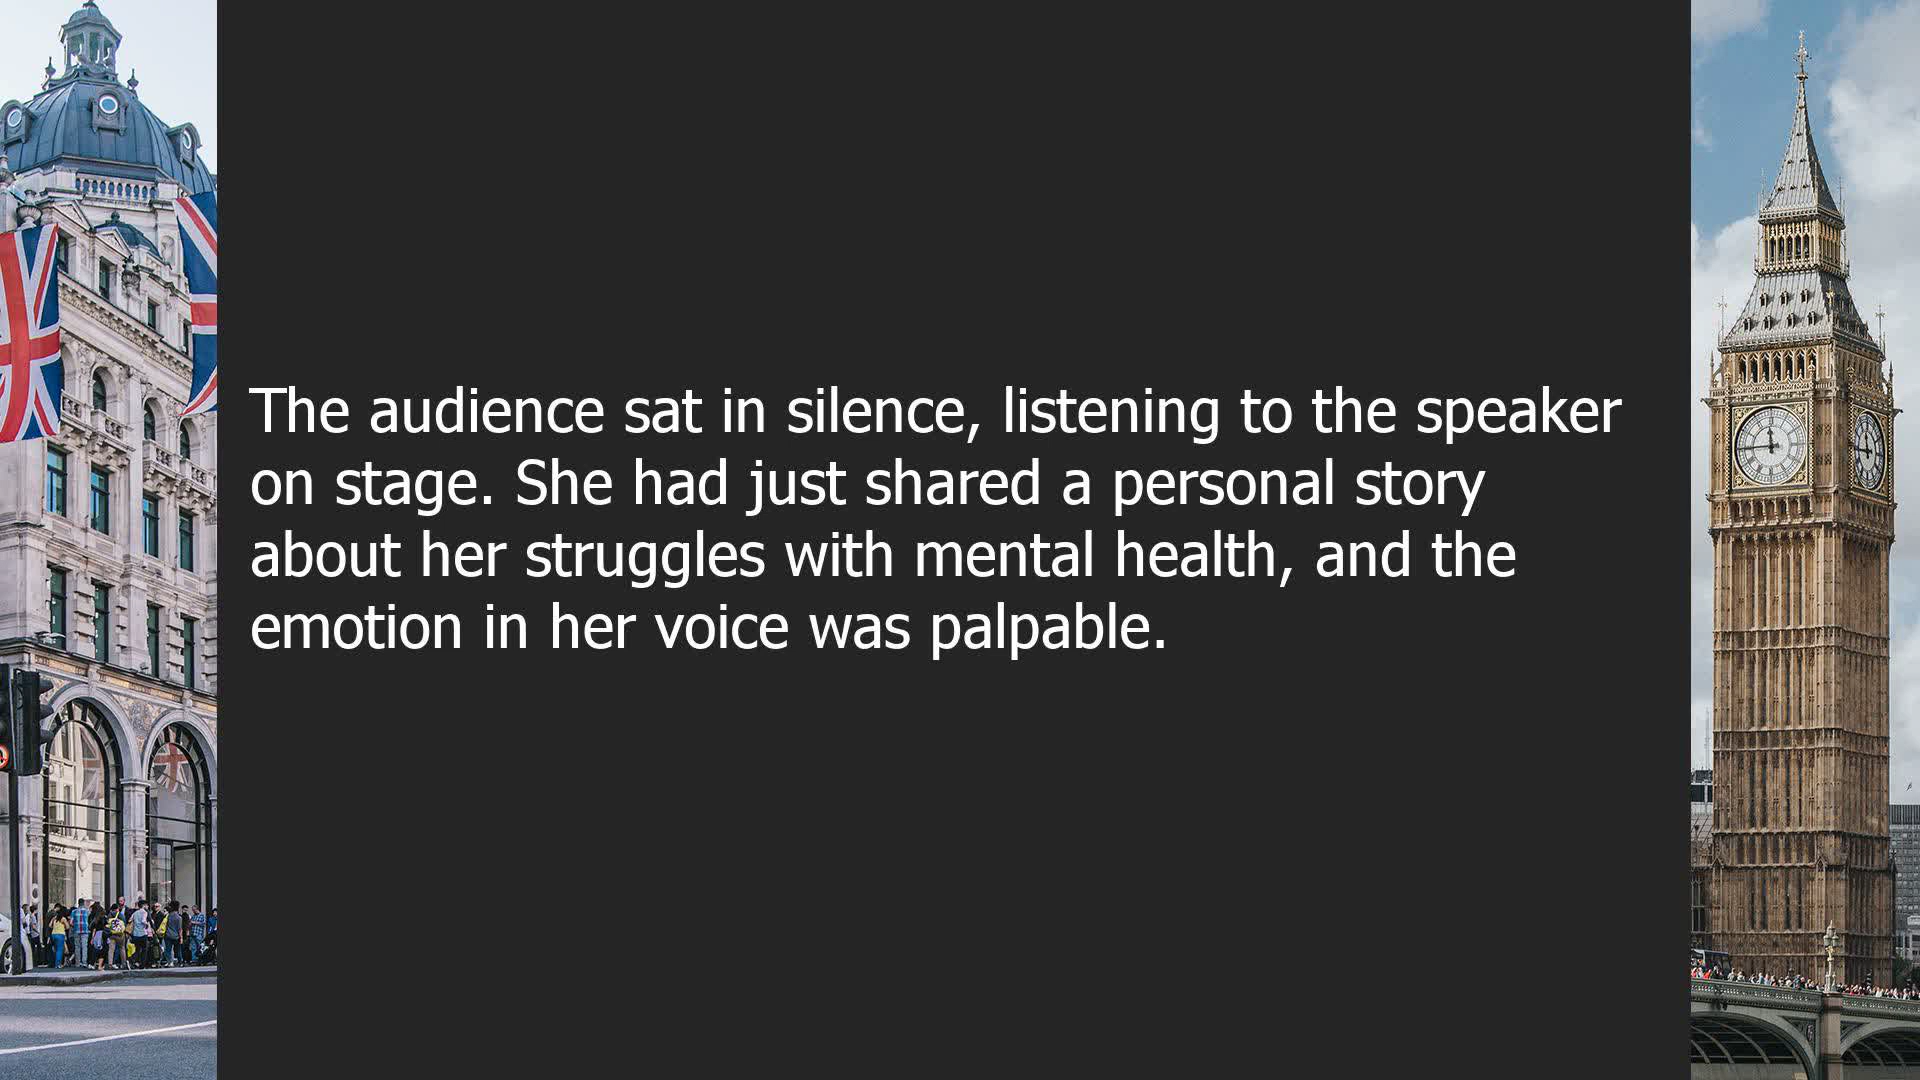 The audience sat in silence, listening to the speaker
on stage. She had just shared a personal story
about her struggles with mental health, and the
emotion in her voice was palpable.